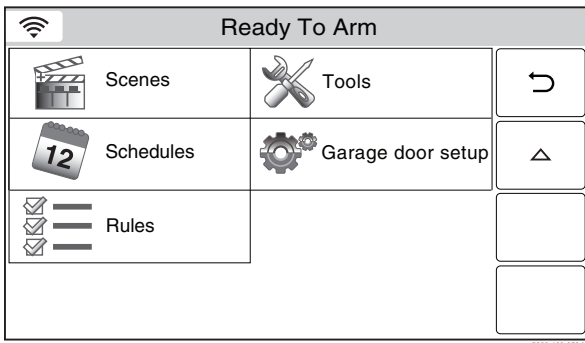 Ready To Arm
Scenes
Tools
12
Schedules
Garage door setup
Rules